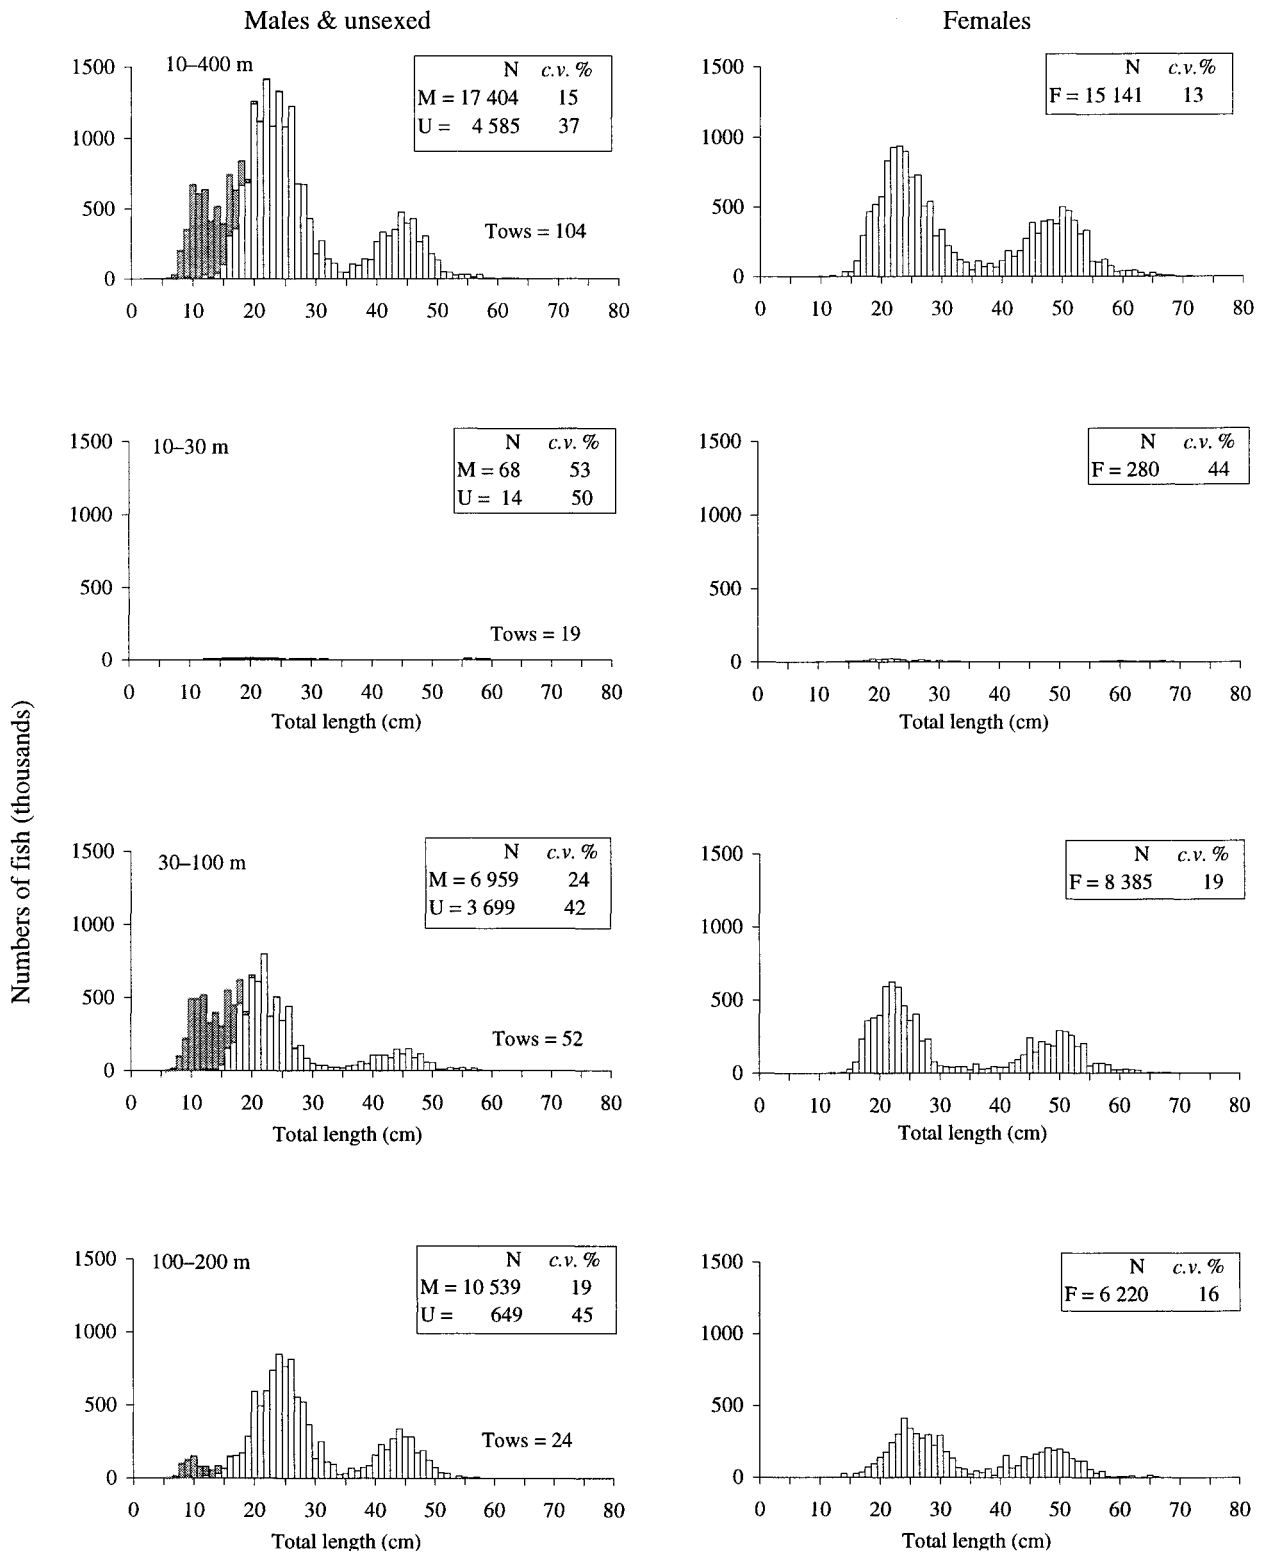 Males & unsexed
Females
Numbers of fish (thousands)
10–400 m
N c.v. %
M = 17 404 15
U = 4 585 37
Tows = 104
1500
1000
500
0
0 10 20 30 40 50 60 70 80
N c.v.%
F = 15 141 13
1500
1000
500
0
0 10 20 30 40 50 60 70 80
10–30 m
N c.v. %
M = 68 53
U = 14 50
Tows = 19
1500
1000
500
0
0 10 20 30 40 50 60 70 80
Total length (cm)
N c.v. %
F = 280 44
1500
1000
500
0
0 10 20 30 40 50 60 70 80
Total length (cm)
30–100 m
N c.v. %
M = 6 959 24
U = 3 699 42
Tows = 52
1500
1000
500
0
0 10 20 30 40 50 60 70 80
Total length (cm)
N c.v. %
F = 8 385 19
1500
1000
500
0
0 10 20 30 40 50 60 70 80
Total length (cm)
100–200 m
N c.v. %
M = 10 539 19
U = 649 45
Tows = 24
1500
1000
500
0
0 10 20 30 40 50 60 70 80
Total length (cm)
N c.v. %
F = 6 220 16
1500
1000
500
0
0 10 20 30 40 50 60 70 80
Total length (cm)